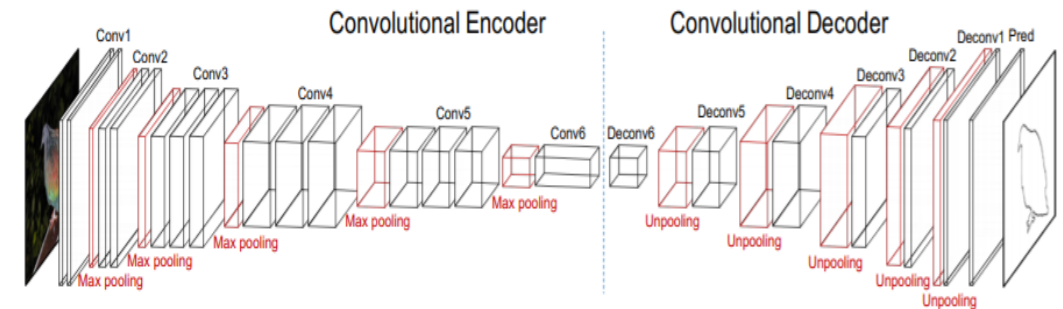 Convolutional Encoder
Convolutional Decoder
Conv1
Conv2
Conv3
Conv4
Conv5
Conv6
Deconv6
Deconv5
Deconv4
Deconv3
Deconv2
Deconv1
Pred
Max pooling
Max pooling
Max pooling
Max pooling
Max pooling
Unpooling
Unpooling
Unpooling
Unpooling
Unpooling